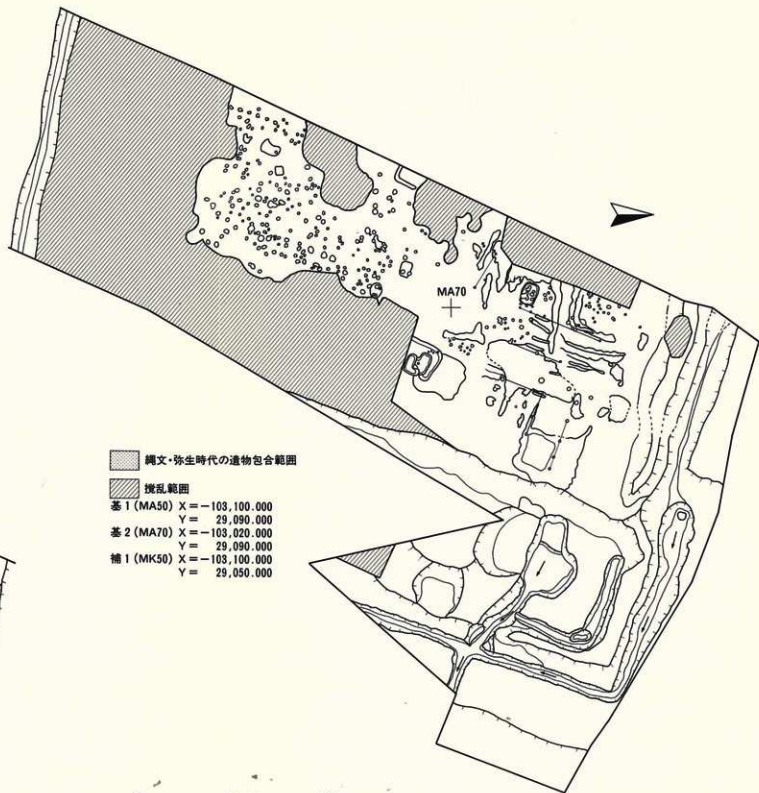 MA70
縄文・弥生時代の遺物包含範囲
撹乱範囲
基1(MA50) X=-103,100.000
Y= 29,090.000
基2(MA70) X=-103,020.000
Y= 29,090.000
補1(MK50) X=-103,100.000
Y= 29,050.000